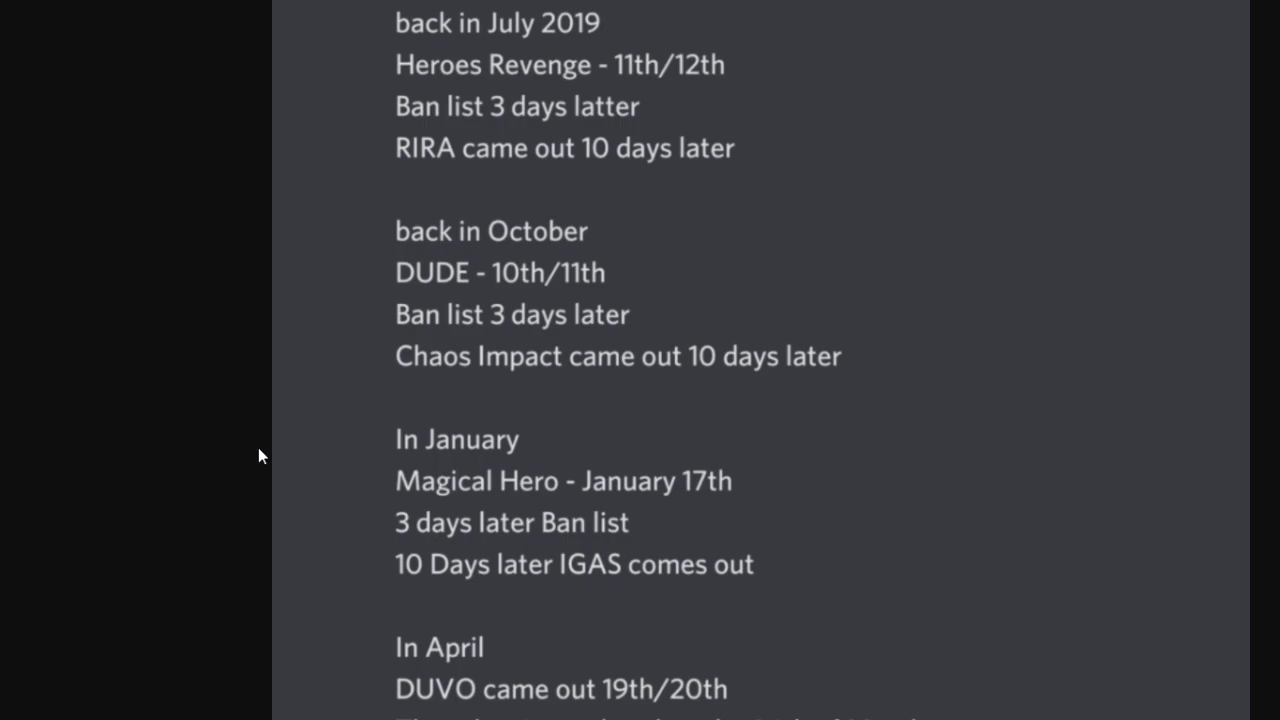 back in July 2019
Heroes Revenge - 11th/12th
Ban list 3 days latter
RIRA came out 10 days later
back in October
DUDE - 10th/11th
Ban list 3 days later
Chaos Impact came out 10 days later
In January
Magical Hero - January 17th
3 days later Ban list
10 Days later IGAS comes out
In April
DUVO came out 19th/20th